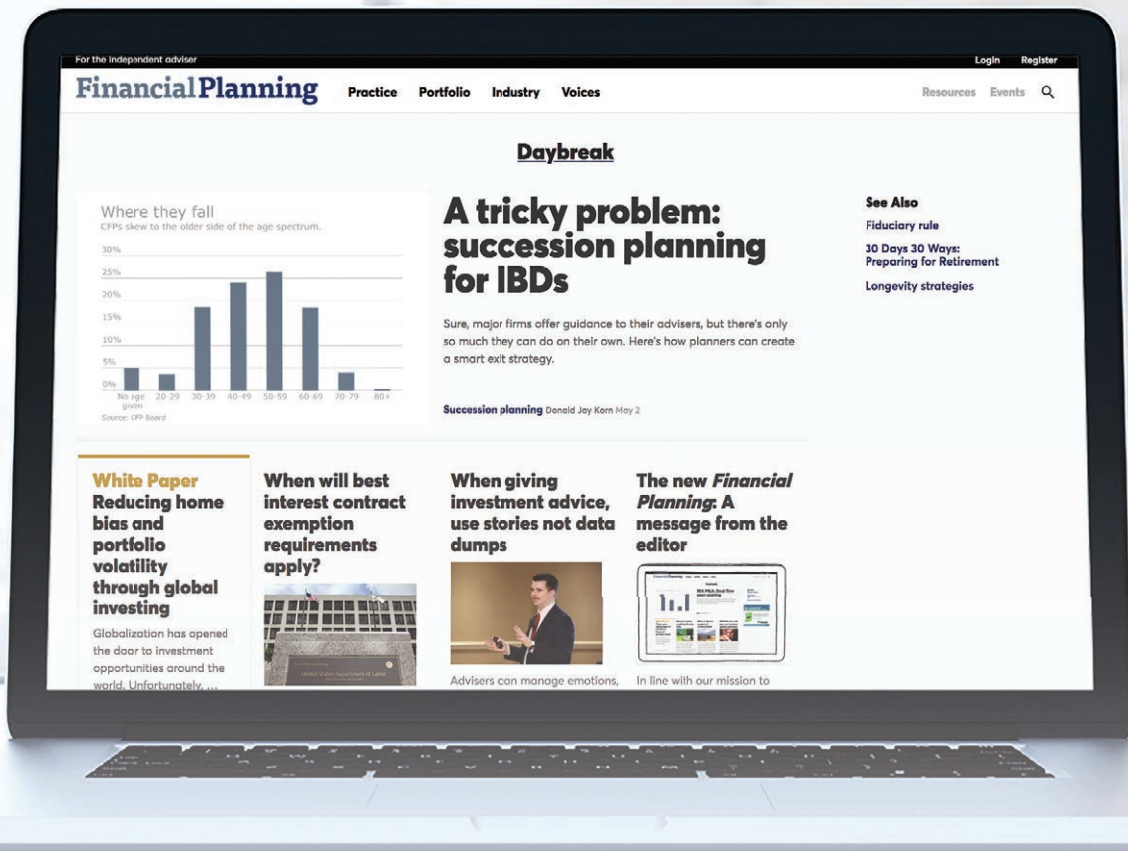 For the independent adviser
Login Register
FinancialPlanning
Practice Portfolio Industry Voices
Resources Events
Daybreak
Where they fall
CFPs skew to the older side of the age spectrum.
30%
25%
20%
15%
10%
5%
0%
No age given 20-29 30-39 40-49 50-59 60-69 70-79 80+
Source: CFP Board
A tricky problem:
succession planning
for IBDs
Sure, major firms offer guidance to their advisers, but there's only
so much they can do on their own. Here's how planners can create
a smart exit strategy.
Succession planning Donald Jay Korn May 2
See Also
Fiduciary rule
30 Days 30 Ways:
Preparing for Retirement
Longevity strategies
White Paper
Reducing home
bias and
portfolio
volatility
through global
investing
Globalization has opened
the door to investment
opportunities around the
world. Unfortunately, ...
When will best
interest contract
exemption
requirements
apply?
United States Department of Labor
When giving
investment advice,
use stories not data
dumps
Advisers can manage emotions,
The new Financial
Planning: A
message from the
editor
In line with our mission to